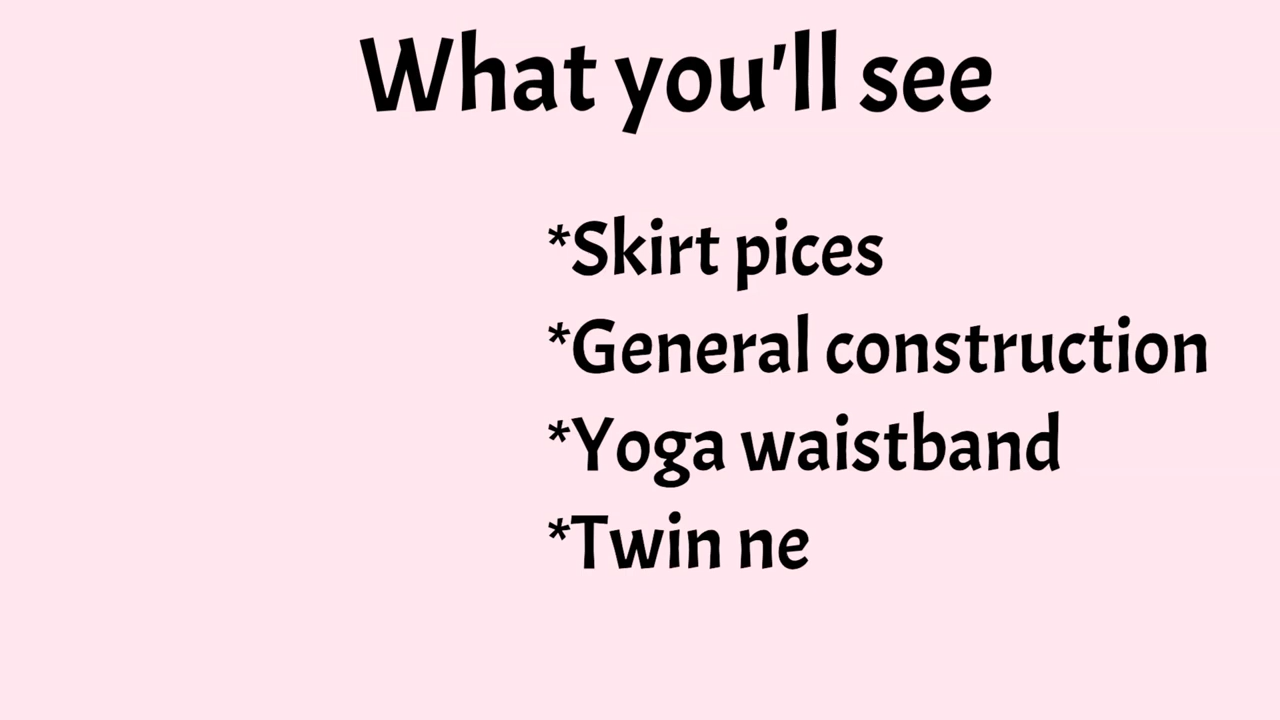 What you'll see
*Skirt pices
*General construction
*Yoga waistband
*Twin ne